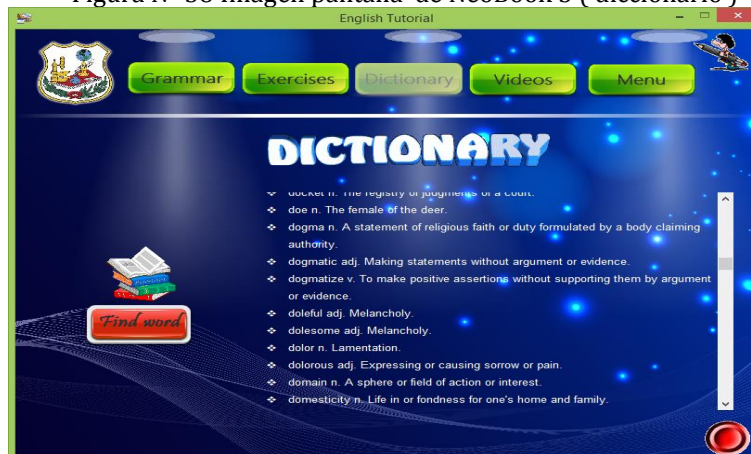 Figura N° 38 Imagen pantalla de NeoBook 5 ( diccionario )
English Tutorial
Grammar
Exercises
Dictionary
Videos
Menu
DICTIONARY
docket n. The registry of judgments of a court.
doe n. The female of the deer.
dogma n. A statement of religious faith or duty formulated by a body claiming
authority.
dogmatic adj. Making statements without argument or evidence.
dogmatize v. To make positive assertions without supporting them by argument
or evidence.
doleful adj. Melancholy.
dolesome adj. Melancholy.
dolor n. Lamentation.
dolorous adj. Expressing or causing sorrow or pain.
domain n. A sphere or field of action or interest.
domesticity n. Life in or fondness for one's home and family.
Find word